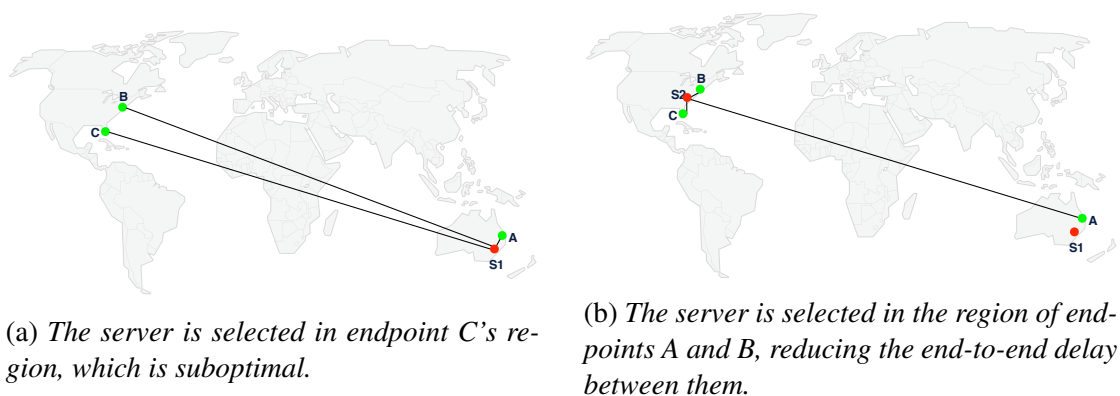 B
C
A
S1
B
S2
C
A
S1
(a) The server is selected in endpoint C's re-
gion, which is suboptimal.
(b) The server is selected in the region of end-
points A and B, reducing the end-to-end delay
between them.